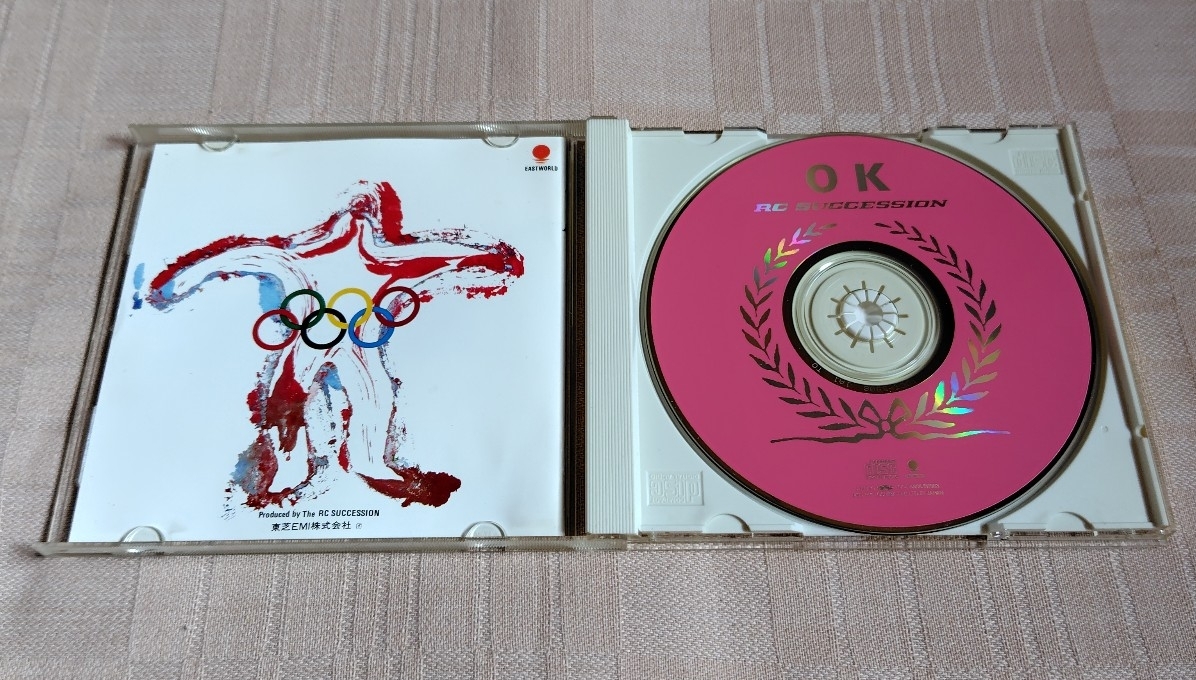 EASTWORLD
Produced by The RC SUCCESSION
東芝EMI株式会社
OK
RC SUCCESSION